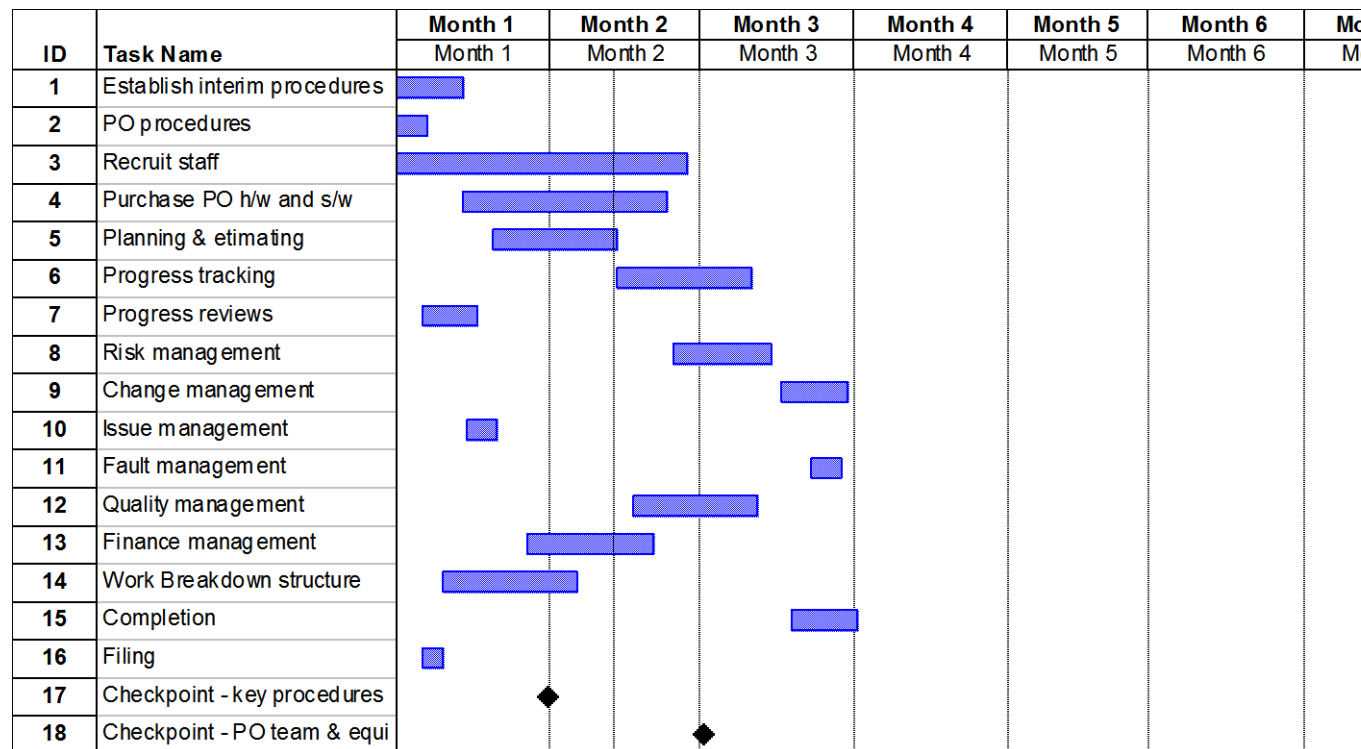 Month 1 Month 2 Month 3 Month 4 Month 5 Month 6 Mo
ID Task Name Month 1 Month 2 Month 3 Month 4 Month 5 Month 6 M
1 Establish interim procedures
2 PO procedures
3 Recruit staff
4 Purchase PO h/w and s/w
5 Planning & etimating
6 Progress tracking
7 Progress reviews
8 Risk management
9 Change management
10 Issue management
11 Fault management
12 Quality management
13 Finance management
14 Work Breakdown structure
15 Completion
16 Filing
17 Checkpoint - key procedures
18 Checkpoint - PO team & equi